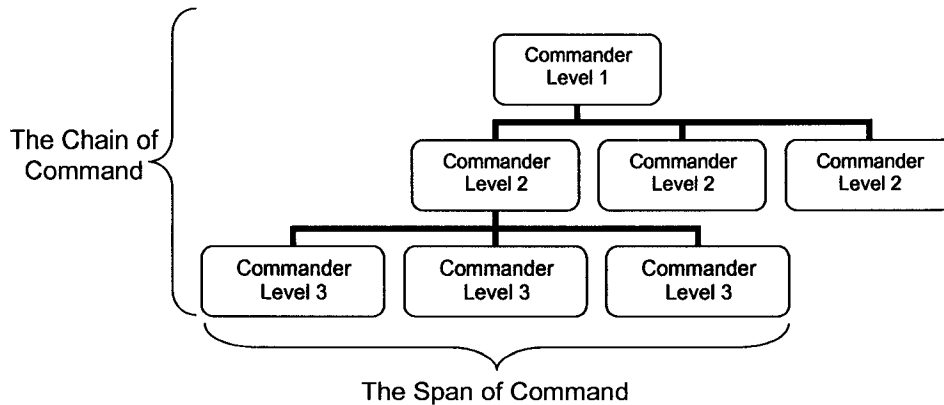 Commander
Level 1
The Chain of
Command
Commander
Level 2
Commander
Level 2
Commander
Level 2
Commander
Level 3
Commander
Level 3
Commander
Level 3
The Span of Command